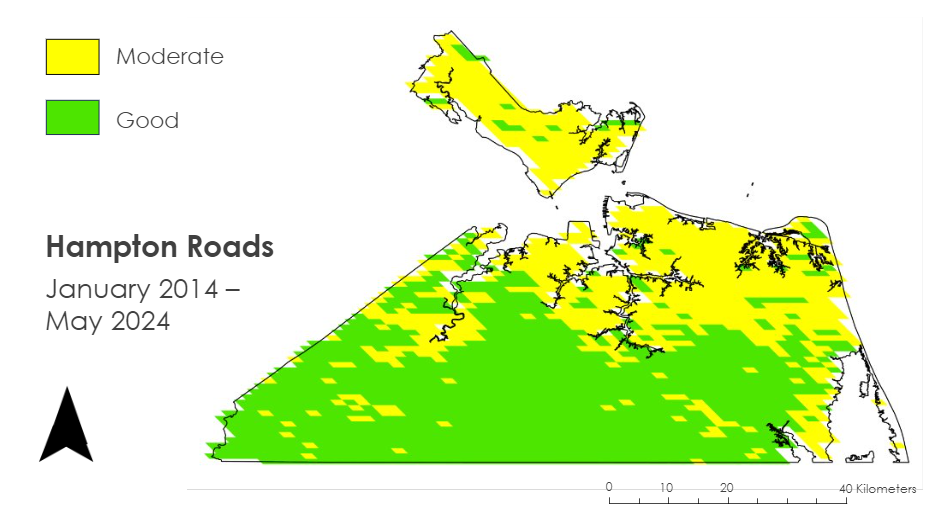 Moderate
Good
Hampton Roads
January 2014 –
May 2024
0 10 20 40 Kilometers